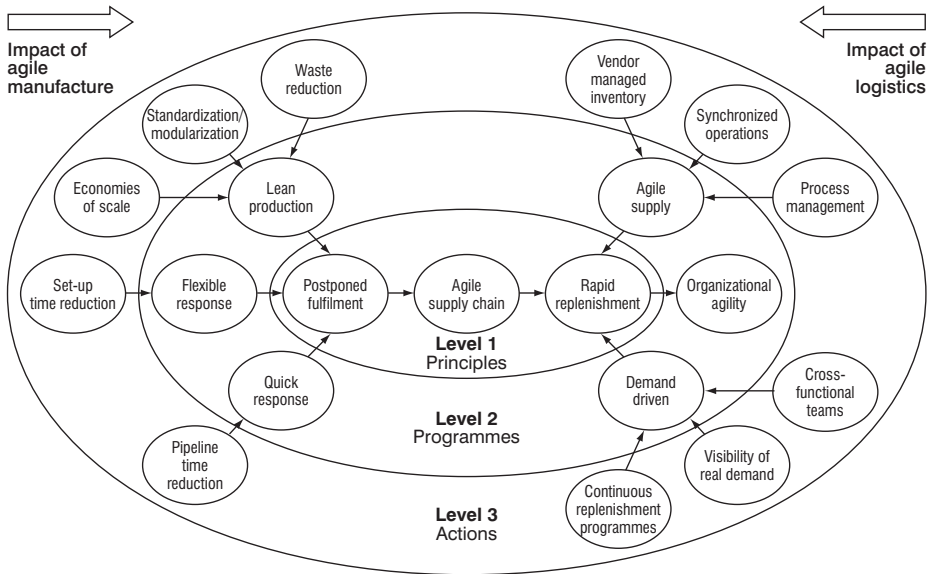 Impact of
agile
manufacture
Impact of
agile
logistics
Waste
reduction
Vendor
managed
inventory
Standardization/
modularization
Synchronized
operations
Economies
of scale
Lean
production
Agile
supply
Process
management
Set-up
time reduction
Flexible
response
Postponed
fulfilment
Agile
supply chain
Rapid
replenishment
Organizational
agility
Level 1
Principles
Quick
response
Demand
driven
Cross-
functional
teams
Level 2
Programmes
Pipeline
time
reduction
Visibility of
real demand
Continuous
replenishment
programmes
Level 3
Actions